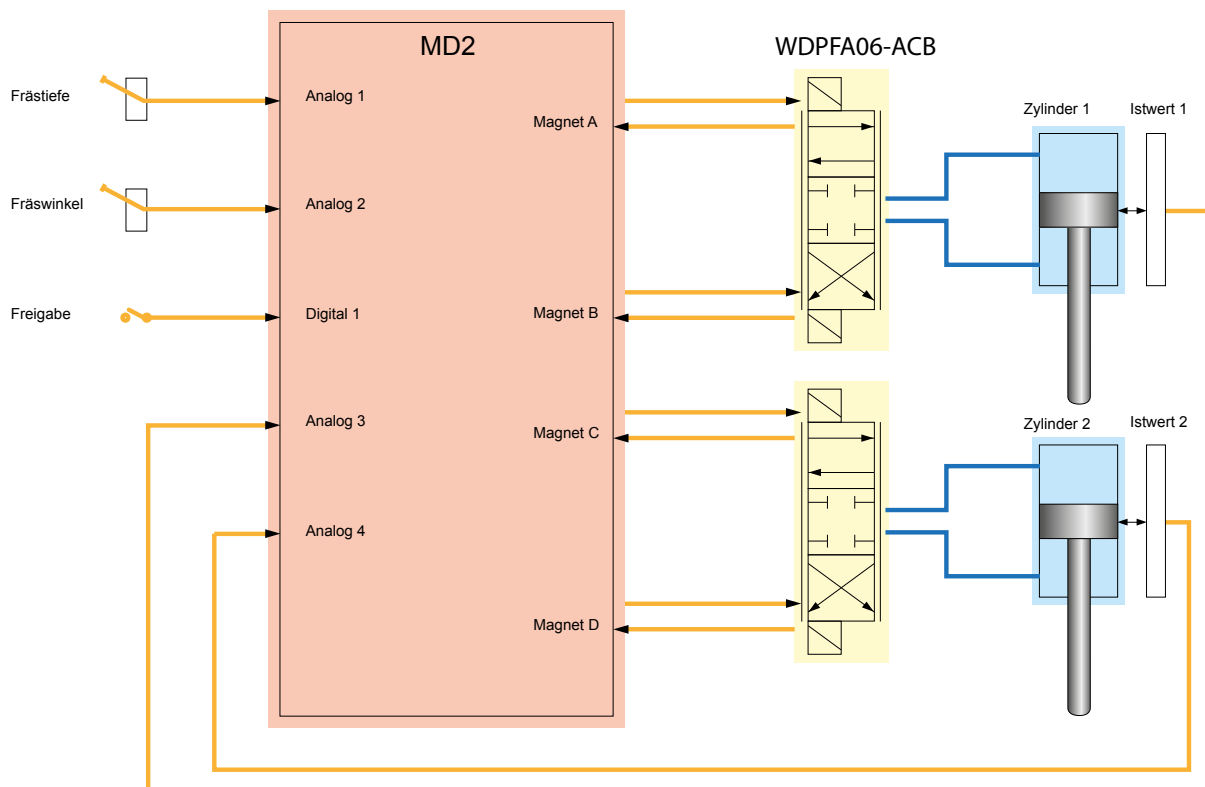 MD2
WDPFA06-ACB
Frästiefe
Analog 1
Magnet A
Zylinder 1
Istwert 1
Fräswinkel
Analog 2
Freigabe
Digital 1
Magnet B
Analog 3
Magnet C
Zylinder 2
Istwert 2
Analog 4
Magnet D